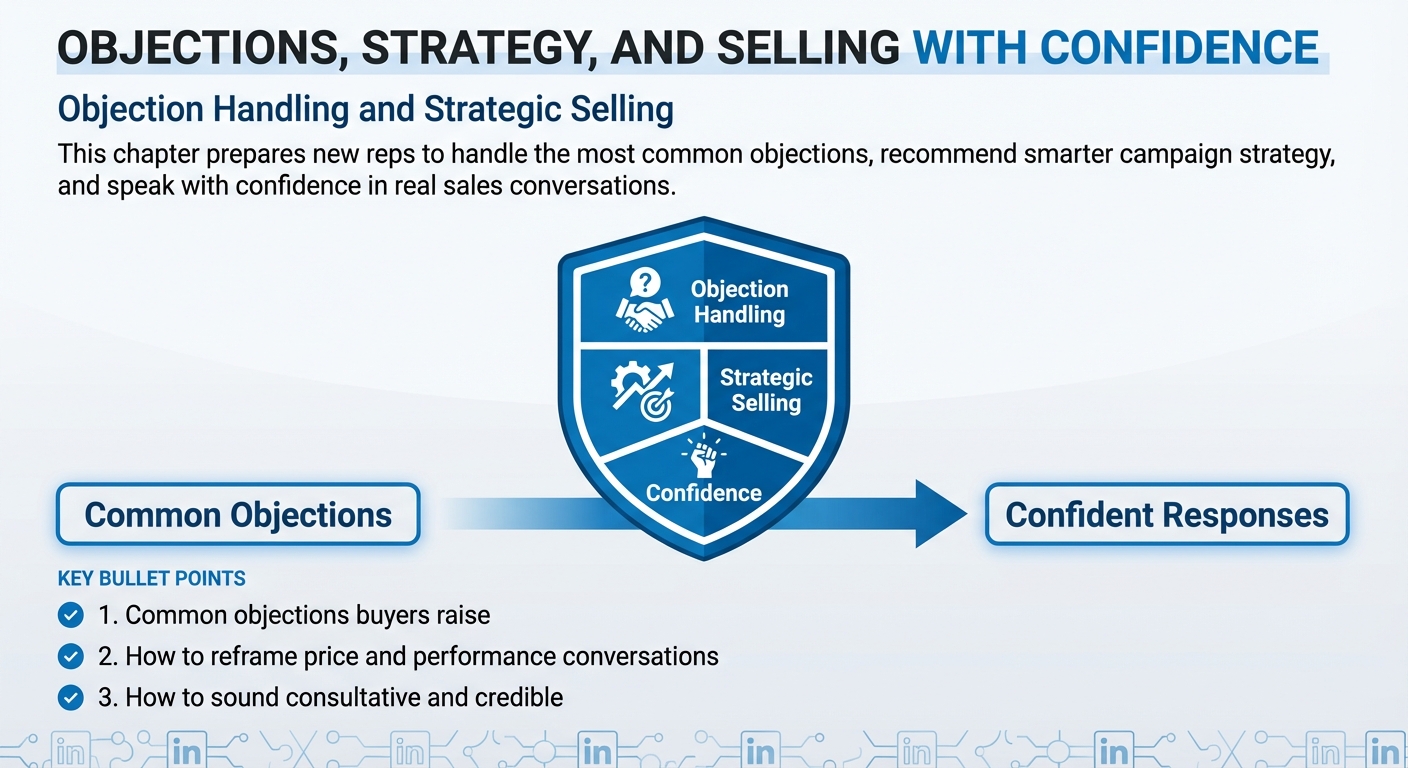 OBJECTIONS, STRATEGY, AND SELLING WITH CONFIDENCE
Objection Handling and Strategic Selling
This chapter prepares new reps to handle the most common objections, recommend smarter campaign strategy,
and speak with confidence in real sales conversations.
?
Objection
Handling
Strategic
Selling
Confidence
Common Objections
Confident Responses
KEY BULLET POINTS
1. Common objections buyers raise
2. How to reframe price and performance conversations
3. How to sound consultative and credible
in in in in in in in in in